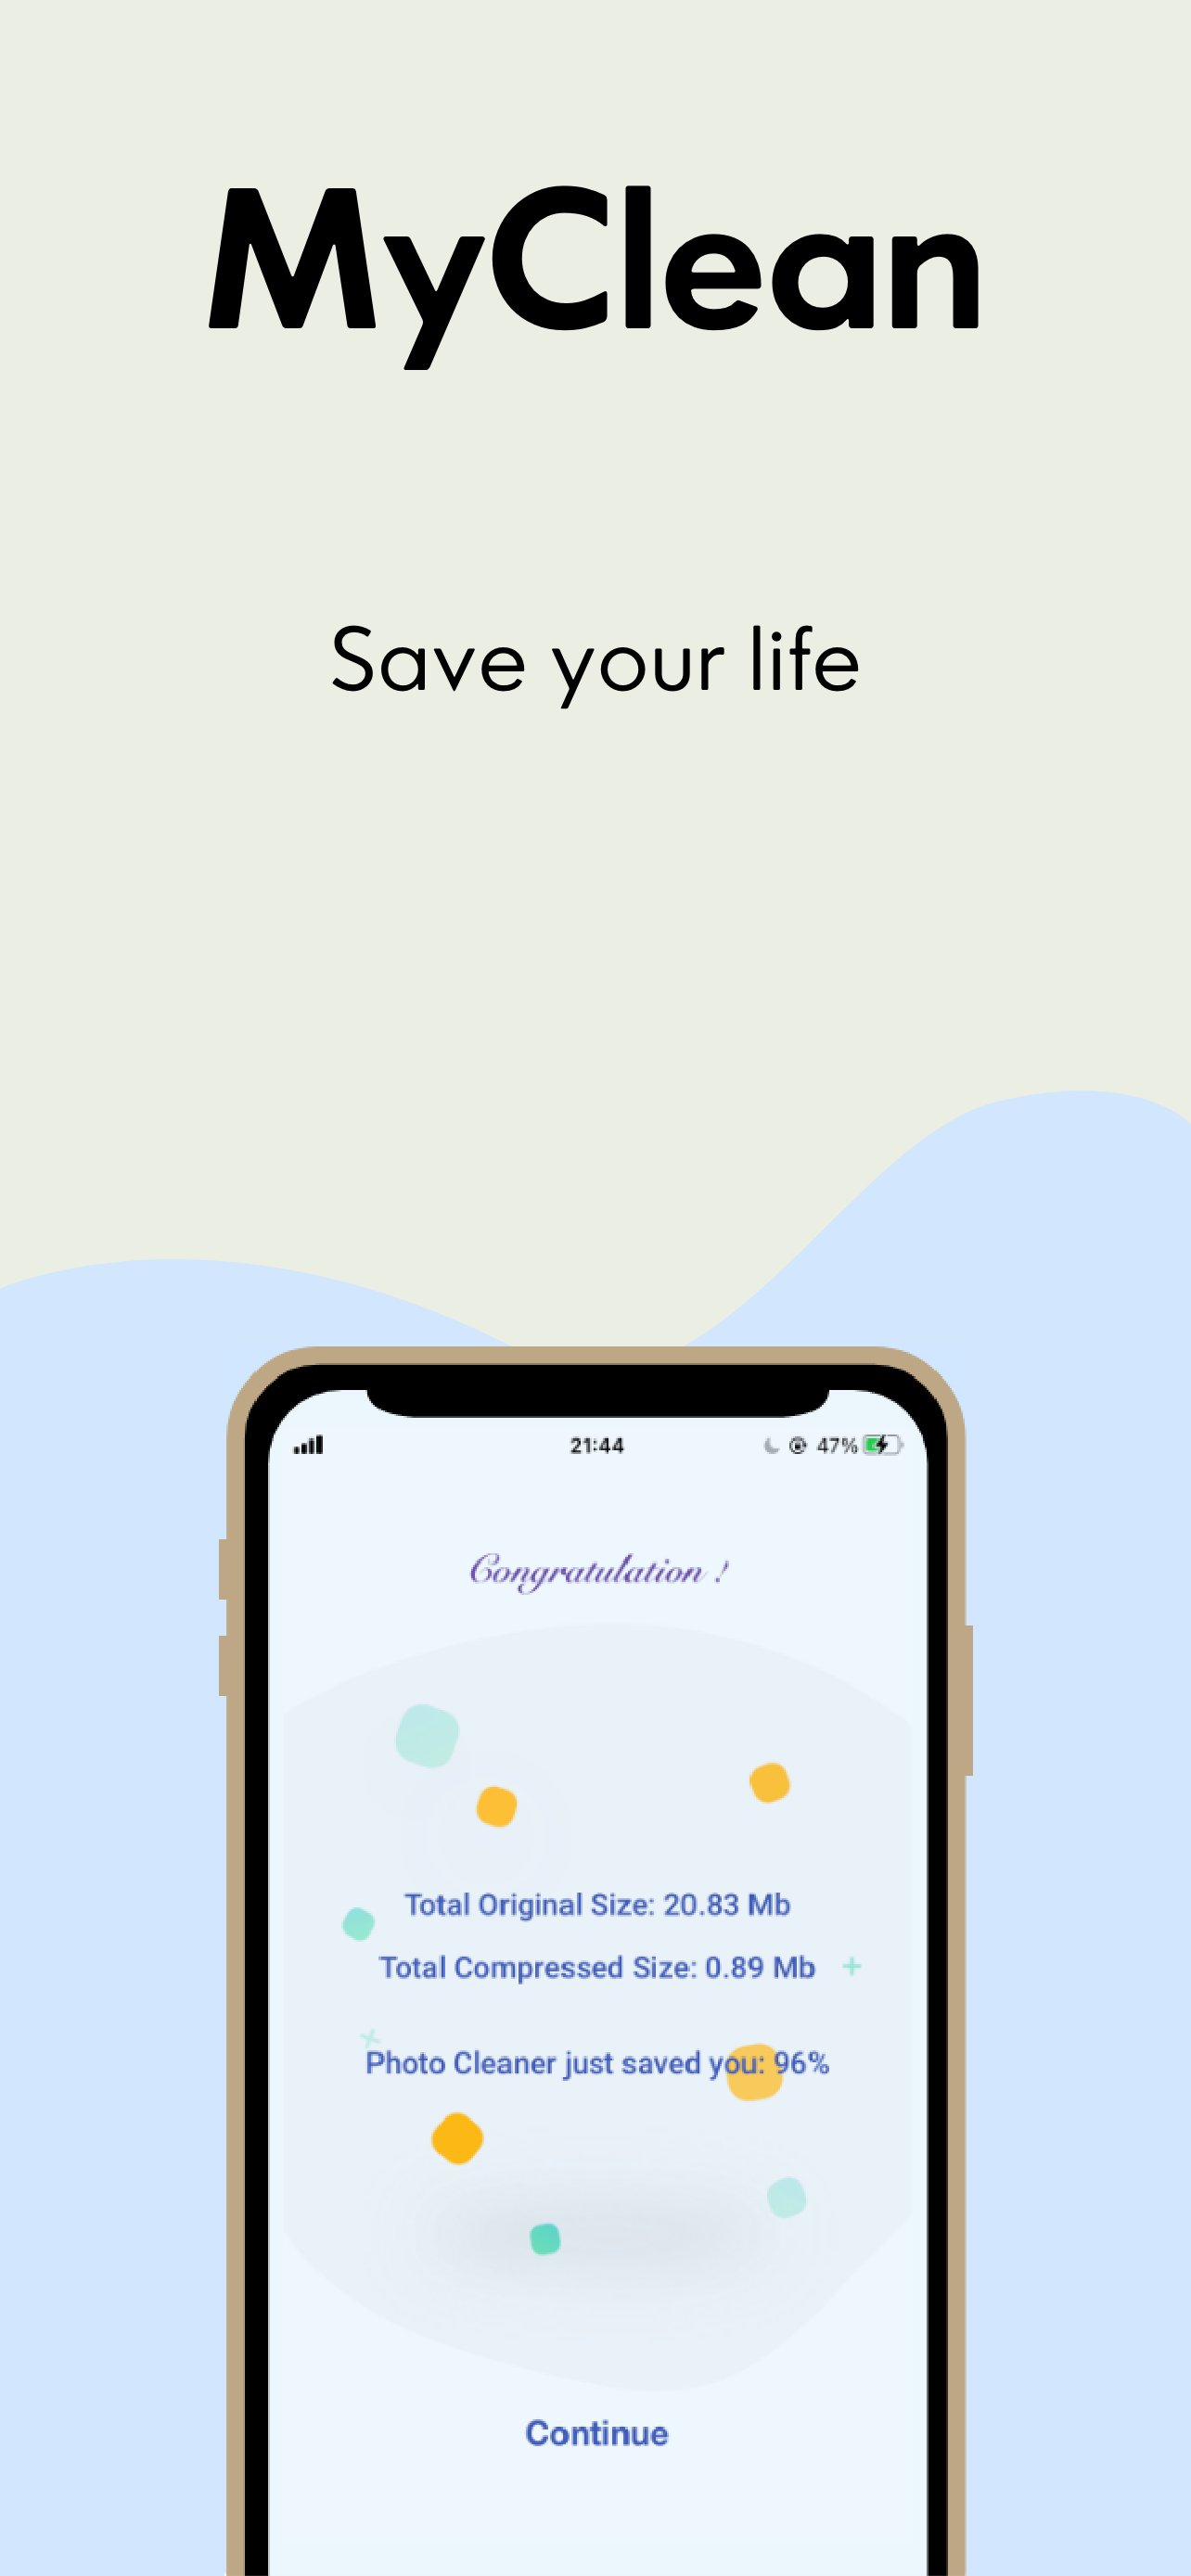 MyClean
Save your life
21:44
47%
Congratulation !
Total Original Size: 20.83 Mb
Total Compressed Size: 0.89 Mb
Photo Cleaner just saved you: 96%
Continue